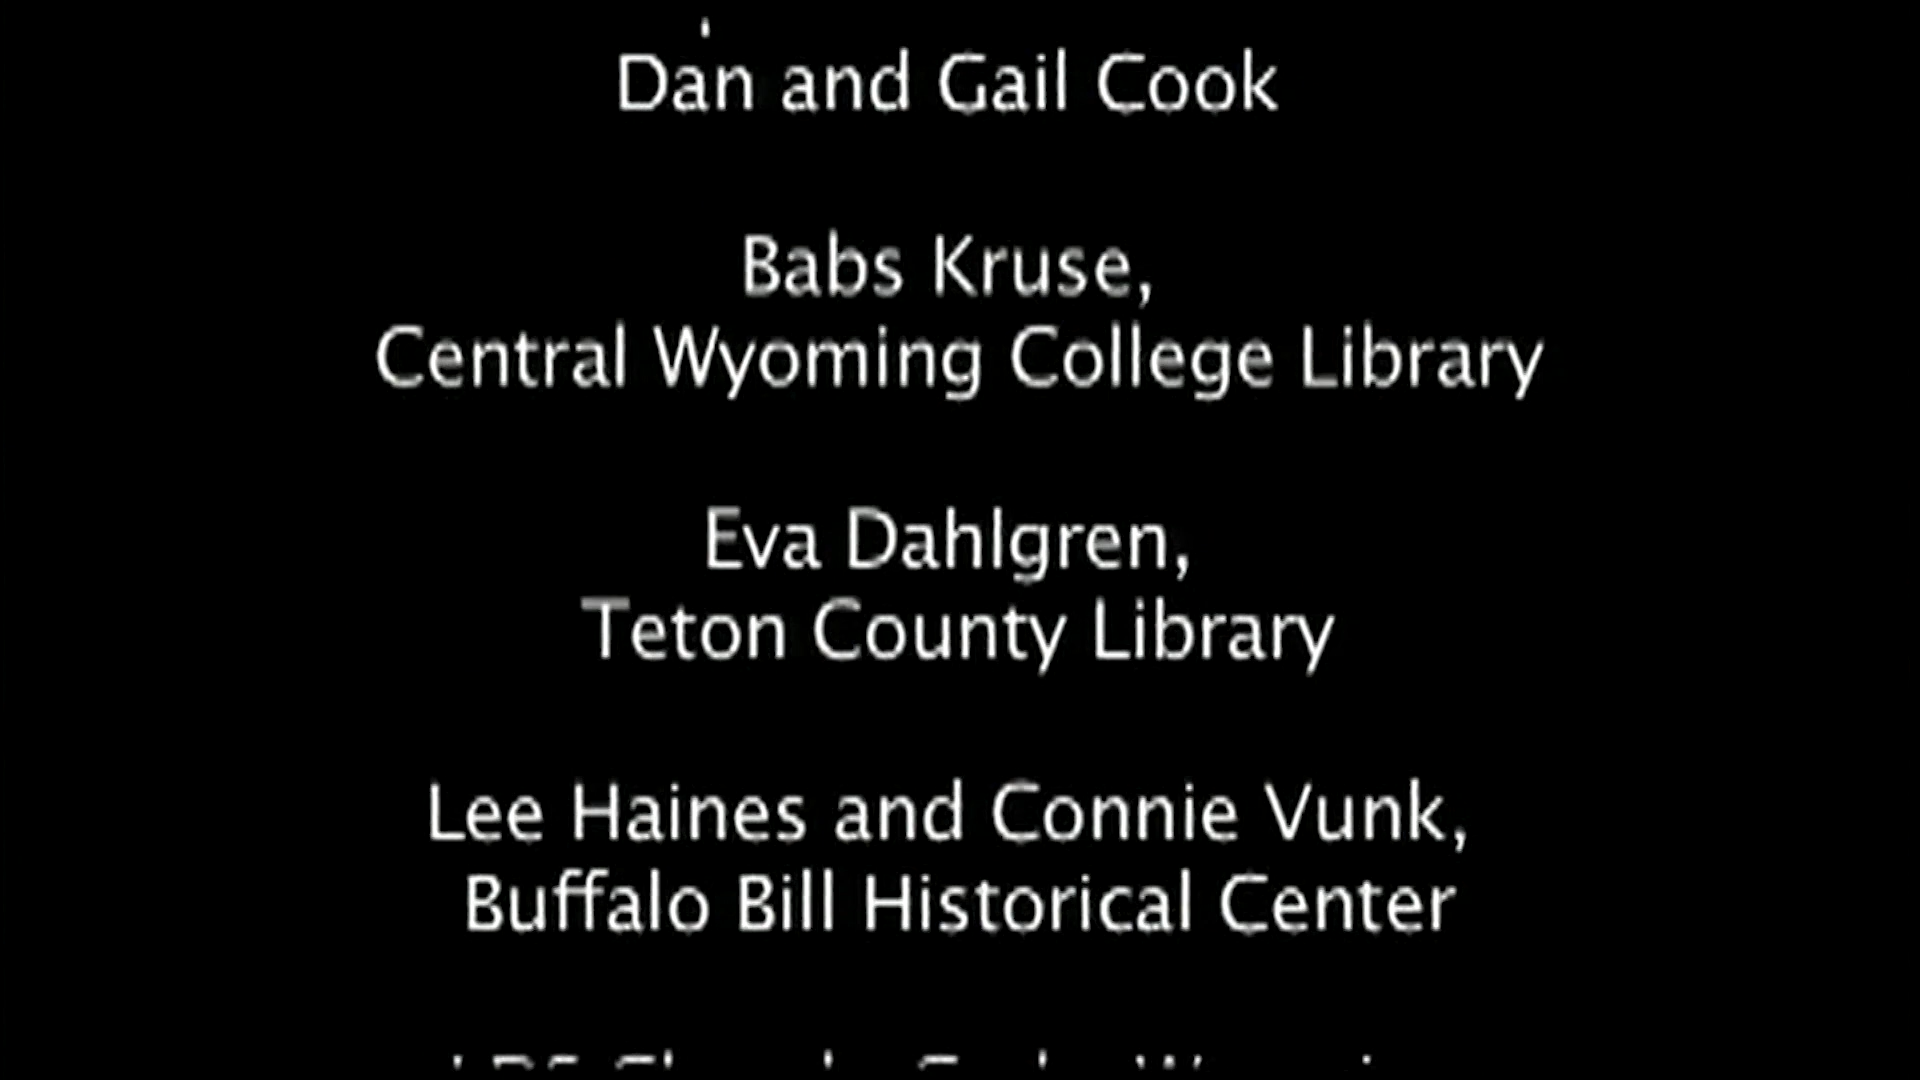 Dan and Gail Cook
Babs Kruse,
Central Wyoming College Library
Eva Dahlgren,
Teton County Library
Lee Haines and Connie Vunk,
Buffalo Bill Historical Center